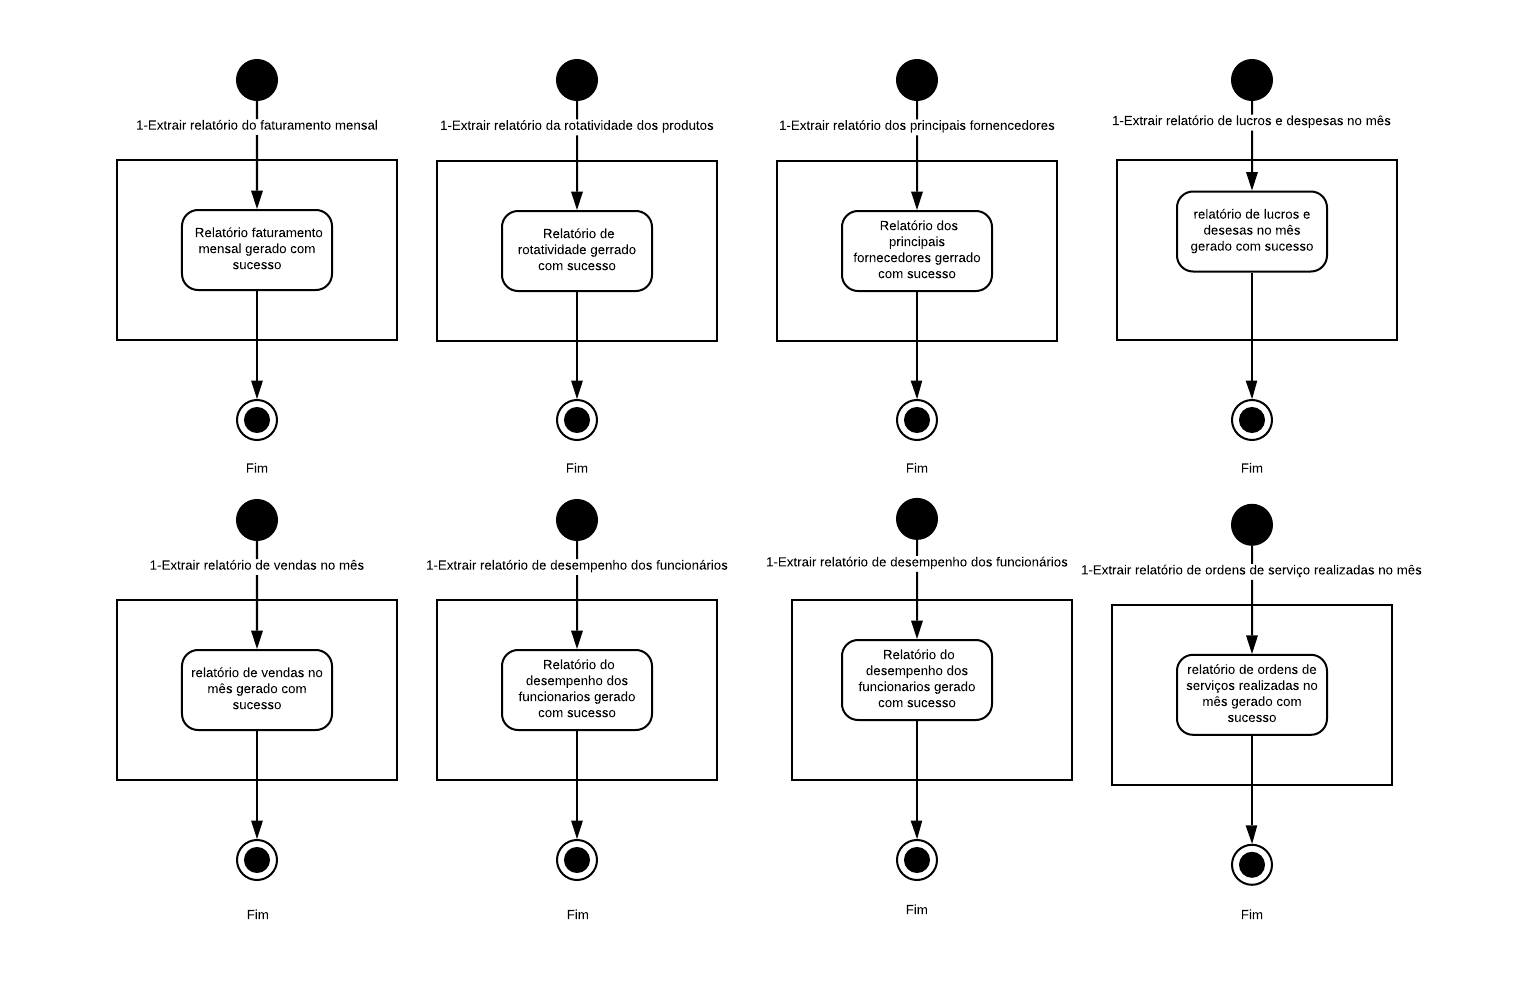 1-Extrair relatório do faturamento mensal
Relatório faturamento
mensal gerado com
sucesso
Fim
1-Extrair relatório da rotatividade dos produtos
Relatório de
rotatividade gerrado
com sucesso
Fim
1-Extrair relatório dos principais fornencedores
Relatório dos
principais
fornecedores gerrado
com sucesso
Fim
1-Extrair relatório de lucros e despesas no mês
relatório de lucros e
desesas no mês
gerado com sucesso
Fim
1-Extrair relatório de vendas no mês
relatório de vendas no
mês gerado com
sucesso
Fim
1-Extrair relatório de desempenho dos funcionários
Relatório do
desempenho dos
funcionarios gerado
com sucesso
Fim
1-Extrair relatório de desempenho dos funcionários
Relatório do
desempenho dos
funcionarios gerado
com sucesso
Fim
1-Extrair relatório de ordens de serviço realizadas no mês
relatório de ordens de
serviços realizadas no
mês gerado com
sucesso
Fim